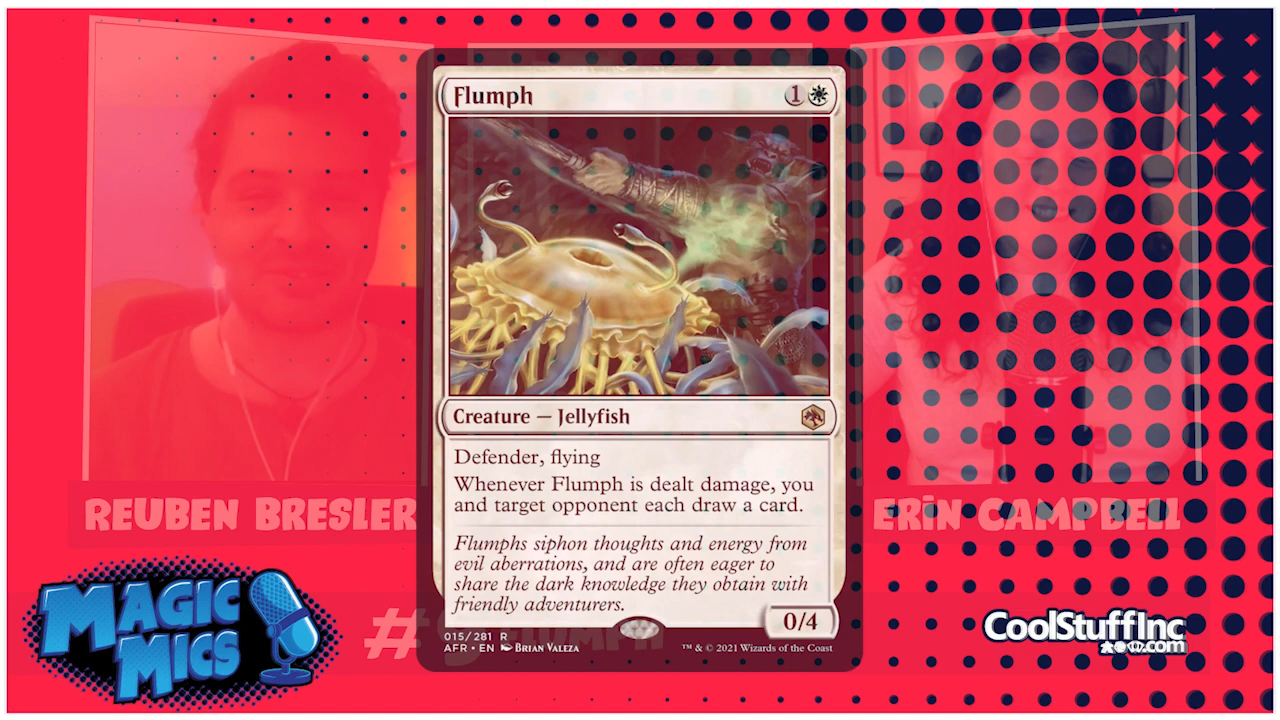 Flumph
1
Creature — Jellyfish
Defender, flying
Whenever Flumph is dealt damage, you
and target opponent each draw a card.
Flumphs siphon thoughts and energy from
evil aberrations, and are often eager to
share the dark knowledge they obtain with
friendly adventurers.
0/4
015/281 R
AFR • EN BRIAN VALEZA
™ & © 2021 Wizards of the Coast
REUBEN BRESLER
ERIN CAMPBELL
MAGIC
MICS
CoolStuffInc
.com